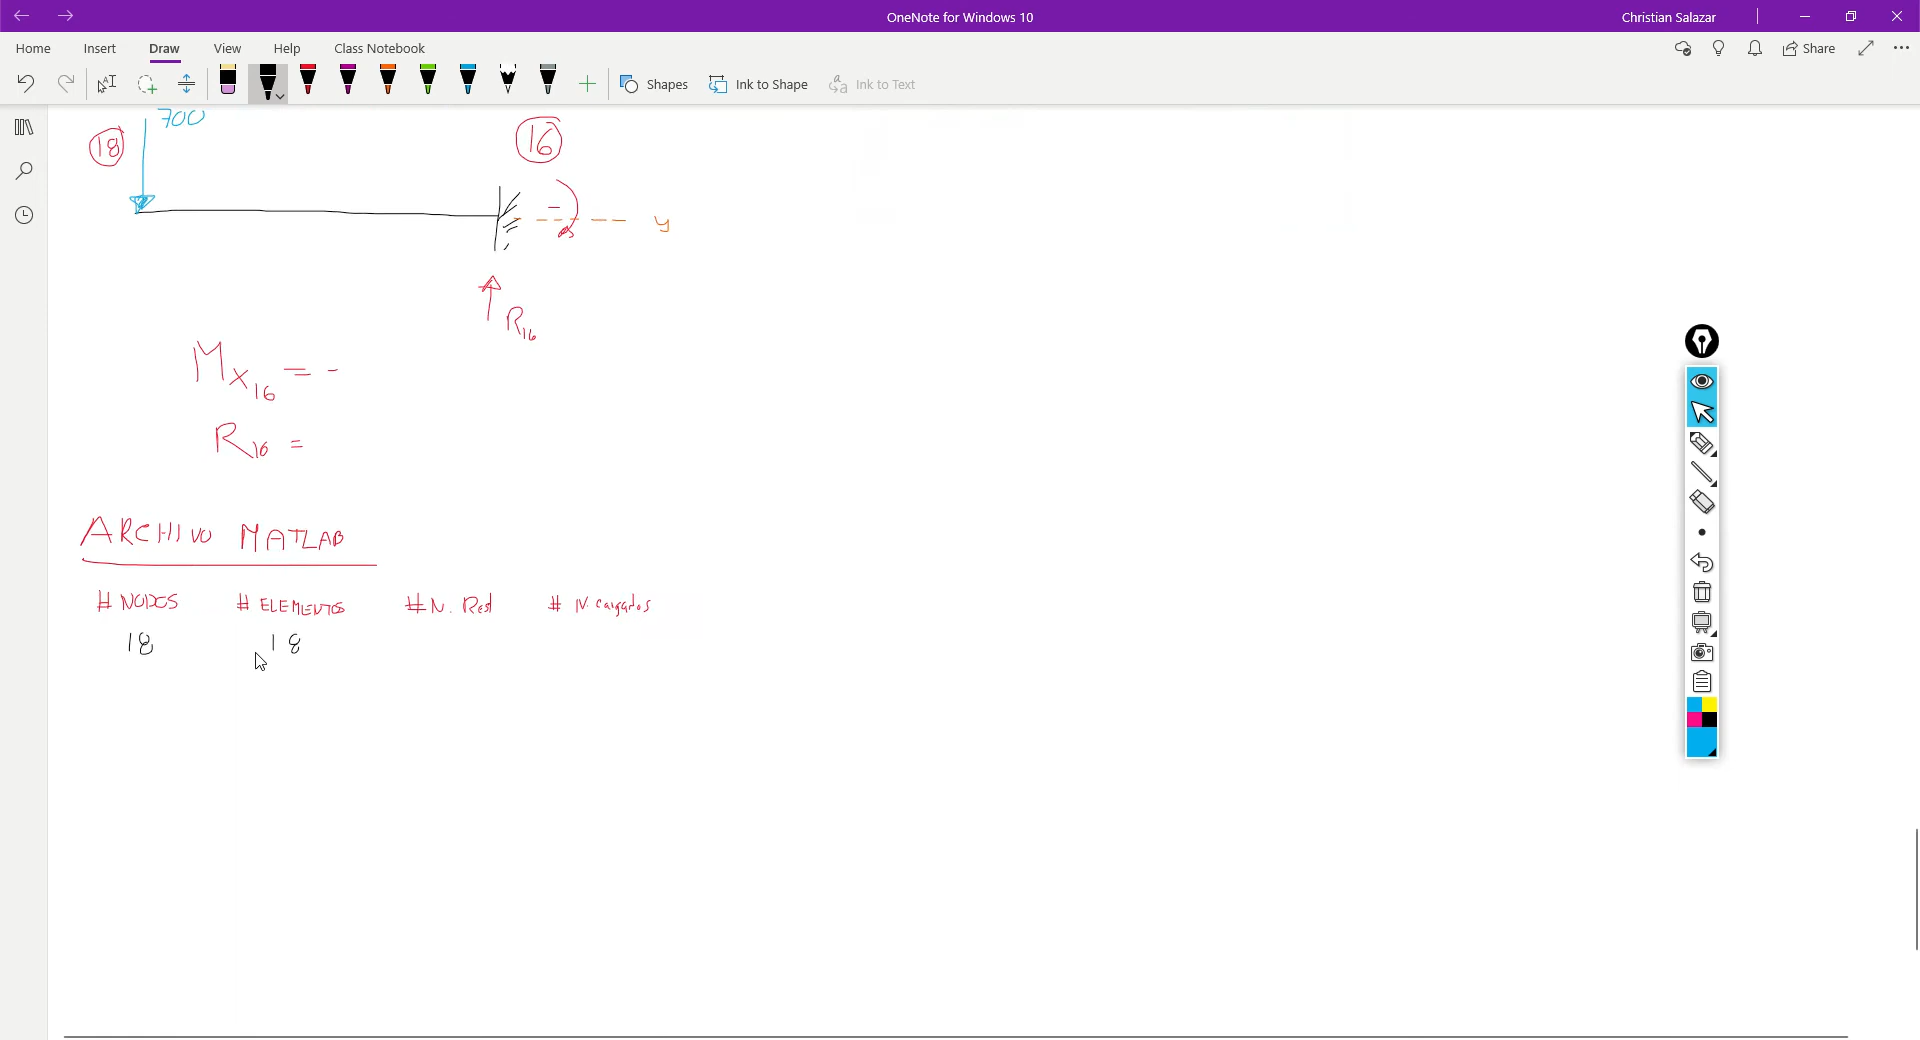 OneNote for Windows 10
Christian Salazar
Home Insert Draw View Help Class Notebook
Share
Shapes
Ink to Shape
Ink to Text
700
18
16
-
y
R16
Mx16 = -
R16 =
ARCHIVO MATLAB
# NODOS # ELEMENTOS # N. Rest # N. cargados
18 18